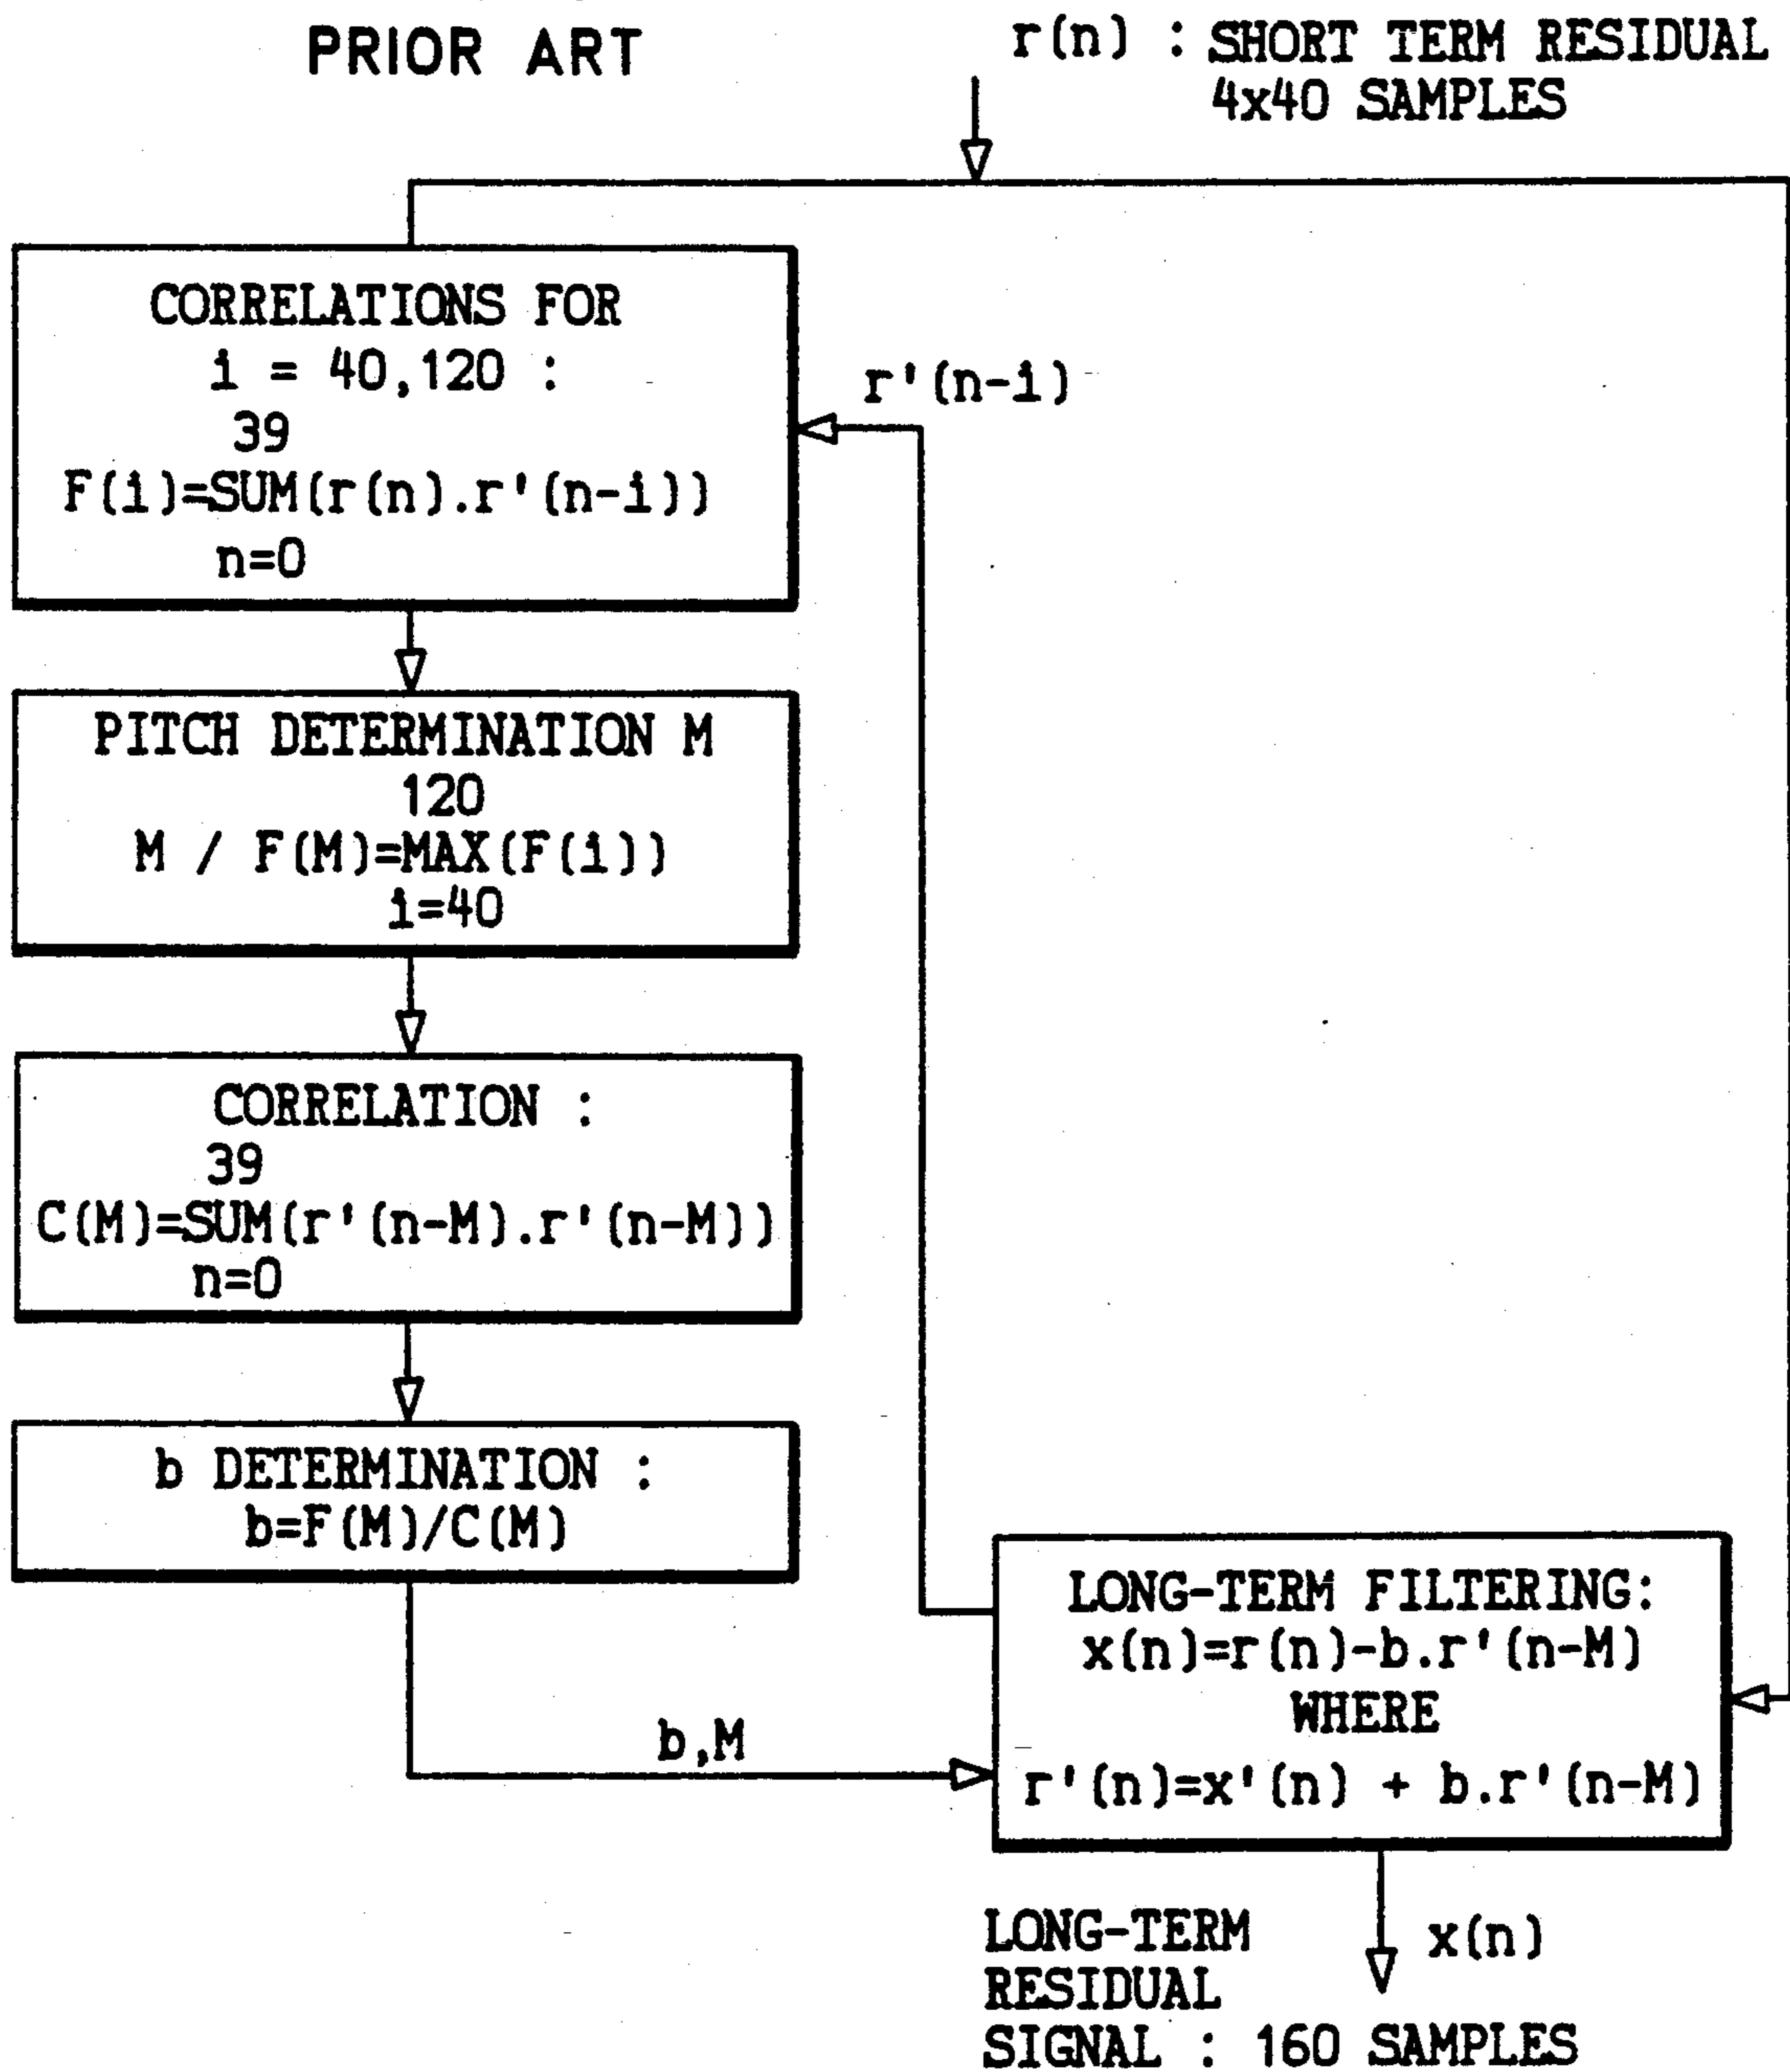 PRIOR ART
r(n) : SHORT TERM RESIDUAL
4x40 SAMPLES
CORRELATIONS FOR
i = 40,120 :
39
F(i)=SUM(r(n).r'(n-i))
n=0
r'(n-i)
PITCH DETERMINATION M
120
M / F(M)=MAX(F(i))
i=40
CORRELATION :
39
C(M)=SUM(r'(n-M).r'(n-M))
n=0
b DETERMINATION :
b=F(M)/C(M)
b,M
LONG-TERM FILTERING:
x(n)=r(n)-b.r'(n-M)
WHERE
r'(n)=x'(n) + b.r'(n-M)
x(n)
LONG-TERM
RESIDUAL
SIGNAL : 160 SAMPLES